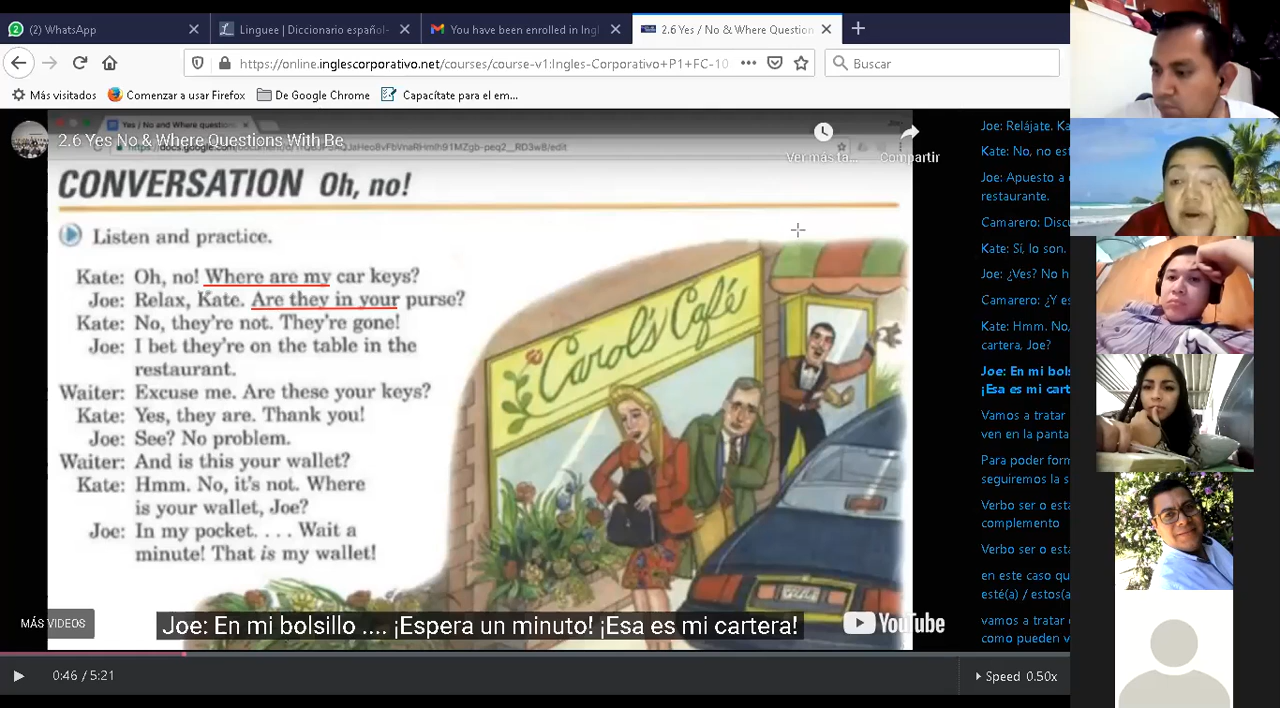 (2) WhatsApp
Linguee | Diccionario español-
You have been enrolled in Ingl
2.6 Yes / No & Where Question
https://online.inglescorporativo.net/courses/course-v1:Ingles-Corporativo+P1+FC-10
Buscar
Más visitados
Comenzar a usar Firefox
De Google Chrome
Capacítate para el em...
Yes / No and Where question
2.6 Yes No & Where Questions With Be
Ver más ta...
Compartir
CONVERSATION Oh, no!
Listen and practice.
Kate: Oh, no! Where are my car keys?
Joe: Relax, Kate. Are they in your purse?
Kate: No, they're not. They're gone!
Joe: I bet they're on the table in the
restaurant.
Waiter: Excuse me. Are these your keys?
Kate: Yes, they are. Thank you!
Joe: See? No problem.
Waiter: And is this your wallet?
Kate: Hmm. No, it's not. Where
is your wallet, Joe?
Joe: In my pocket. . . . Wait a
minute! That is my wallet!
Carol's Café
MÁS VIDEOS
Joe: En mi bolsillo .... ¡Espera un minuto! ¡Esa es mi cartera!
YouTube
0:46 / 5:21
Speed 0.50x
Joe: Relájate. Ka
Kate: No, no est
Joe: Apuesto a
restaurante.
Camarero: Discu
Kate: Sí, lo son.
Joe: ¿Ves? No h
Camarero: ¿Y es
Kate: Hmm. No,
cartera, Joe?
Joe: En mi bols
¡Esa es mi cart
Vamos a tratar
ven en la panta
Para poder form
seguiremos la s
Verbo ser o esta
complemento
Verbo ser o esta
en este caso qu
esté(a) / estos(a
vamos a tratar
como pueden v